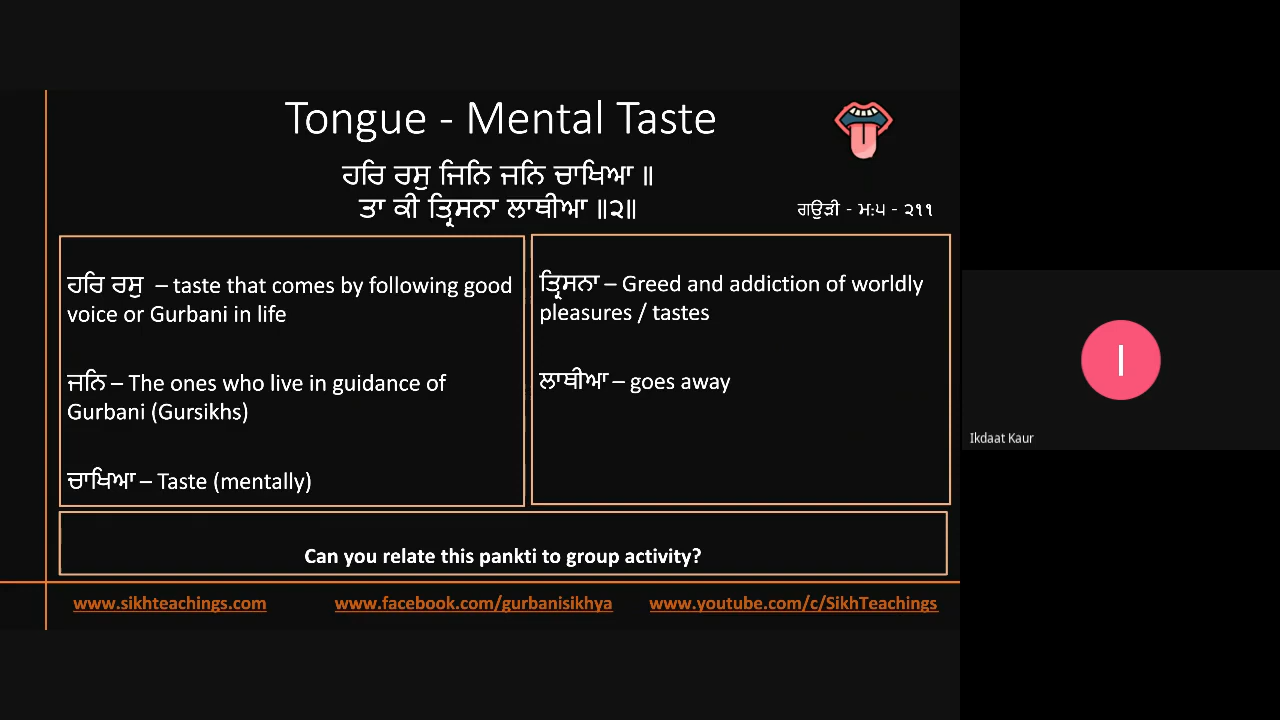 Tongue - Mental Taste
ਹਰਿ ਰਸੁ ਜਿਨਿ ਜਨਿ ਚਾਖਿਆ ॥
ਤਾ ਕੀ ਤ੍ਰਿਸਨਾ ਲਾਥੀਆ ॥੨॥
ਗਉੜੀ - ਮ:੫ - ੨੧੧
ਹਰਿ ਰਸੁ – taste that comes by following good
voice or Gurbani in life
ਜਨਿ – The ones who live in guidance of
Gurbani (Gursikhs)
ਚਾਖਿਆ – Taste (mentally)
ਤ੍ਰਿਸਨਾ – Greed and addiction of worldly
pleasures / tastes
ਲਾਥੀਆ – goes away
Can you relate this pankti to group activity?
www.sikhteachings.com
www.facebook.com/gurbanisikhya
www.youtube.com/c/SikhTeachings
I
Ikdaat Kaur